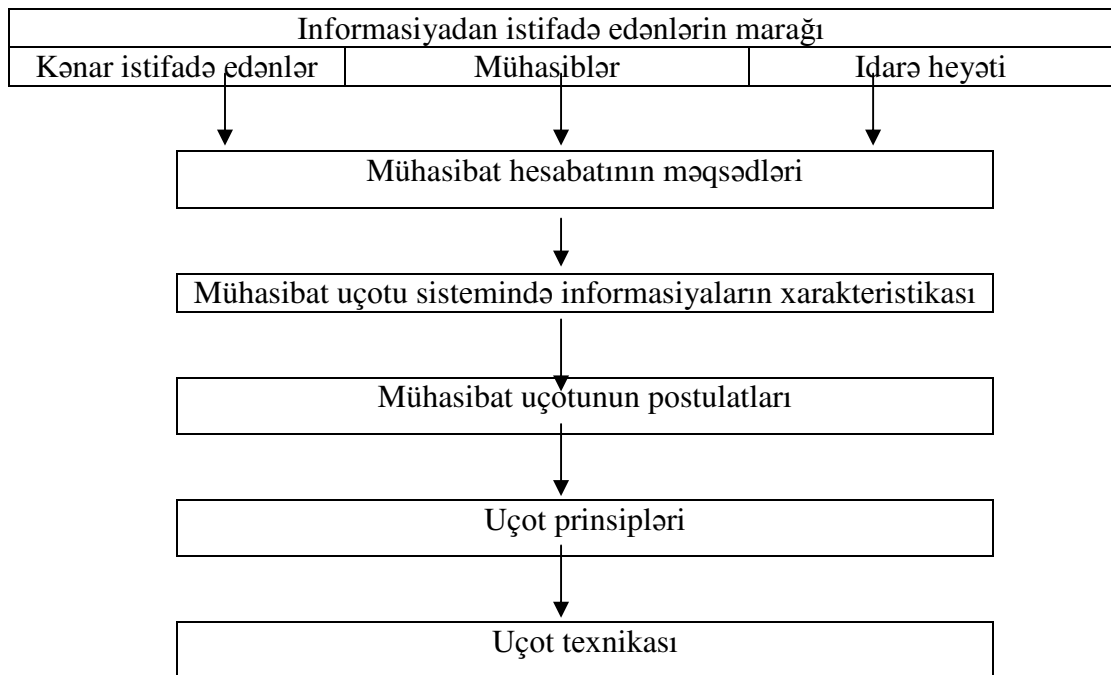 Informasiyadan istifadə edənlərin marağı
Kənar istifadə edənlər Mühasiblər Idarə heyəti
Mühasibat hesabatının məqsədləri
Mühasibat uçotu sistemində informasiyaların xarakteristikası
Mühasibat uçotunun postulatları
Uçot prinsipləri
Uçot texnikası